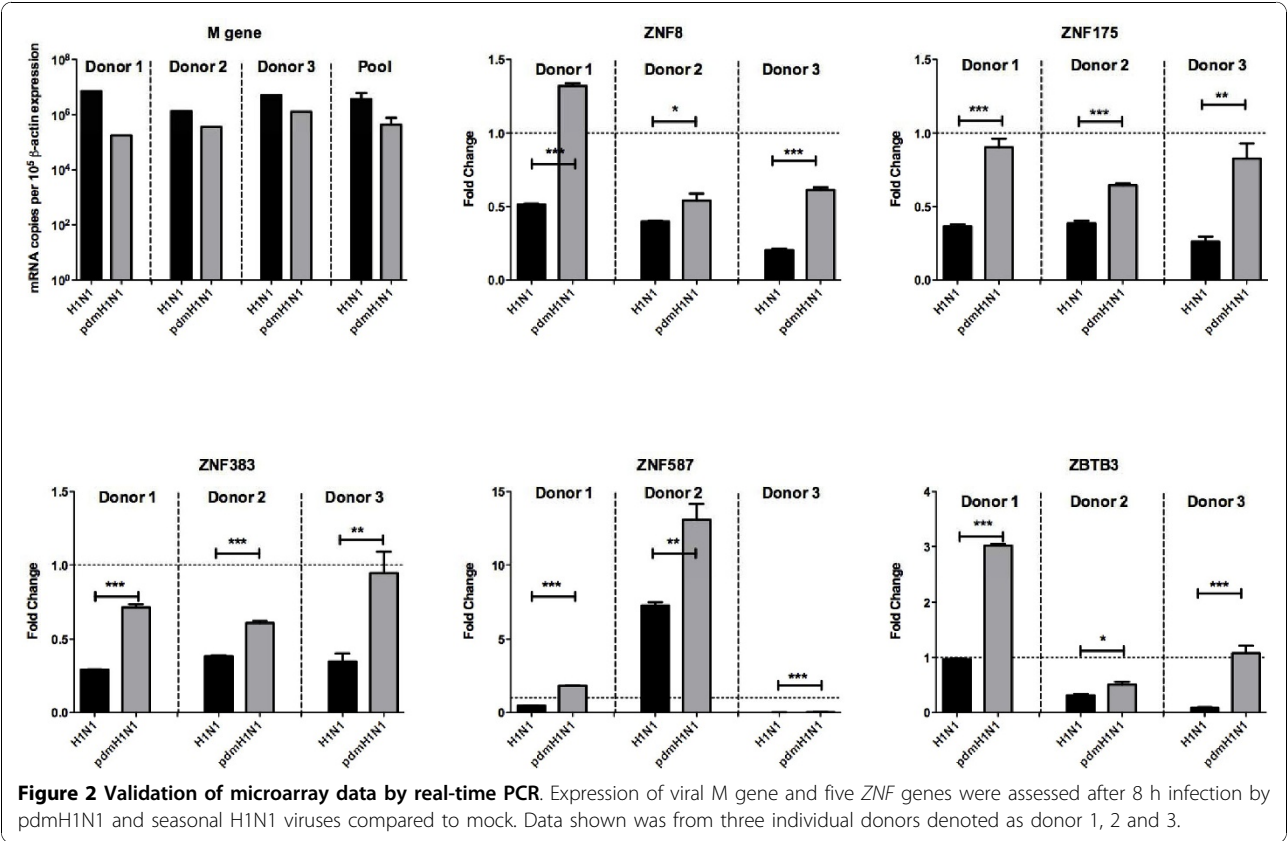 M gene
mRNA copies per 10⁵ β-actin expression
10⁸
10⁶
10⁴
10²
10⁰
Donor 1 Donor 2 Donor 3 Pool
H1N1 pdmH1N1 H1N1 pdmH1N1 H1N1 pdmH1N1 H1N1 pdmH1N1
ZNF8
Fold Change
1.5
1.0
0.5
0.0
Donor 1 Donor 2 Donor 3
*** * ***
H1N1 pdmH1N1 H1N1 pdmH1N1 H1N1 pdmH1N1
ZNF175
Fold Change
1.5
1.0
0.5
0.0
Donor 1 Donor 2 Donor 3
*** *** **
H1N1 pdmH1N1 H1N1 pdmH1N1 H1N1 pdmH1N1
ZNF383
Fold Change
1.5
1.0
0.5
0.0
Donor 1 Donor 2 Donor 3
*** *** **
H1N1 pdmH1N1 H1N1 pdmH1N1 H1N1 pdmH1N1
ZNF587
Fold Change
15
10
5
0
Donor 1 Donor 2 Donor 3
*** ** ***
H1N1 pdmH1N1 H1N1 pdmH1N1 H1N1 pdmH1N1
ZBTB3
Fold Change
4
3
2
1
0
Donor 1 Donor 2 Donor 3
*** * ***
H1N1 pdmH1N1 H1N1 pdmH1N1 H1N1 pdmH1N1
Figure 2 Validation of microarray data by real-time PCR. Expression of viral M gene and five ZNF genes were assessed after 8 h infection by
pdmH1N1 and seasonal H1N1 viruses compared to mock. Data shown was from three individual donors denoted as donor 1, 2 and 3.